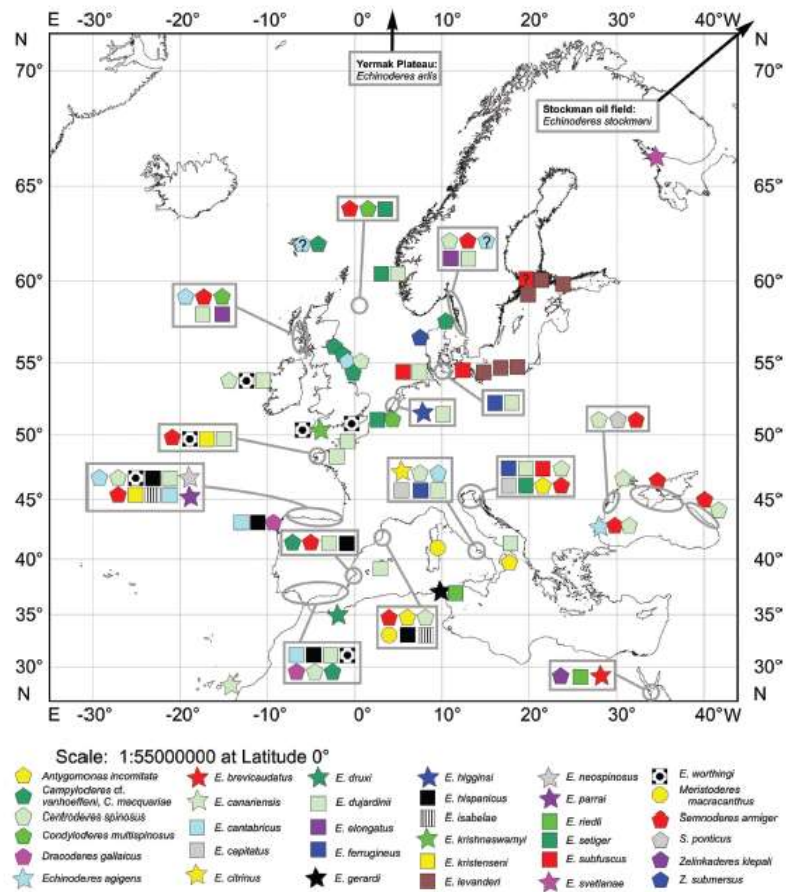 E -30° -20° -10° 0° 10° 20° 30° 40°W
N N
Yermak Plateau:
Echinoderes arlis
Stockman oil field:
Echinoderes stockmani
70° 70°
65° 65°
?
?
60° ? 60°
55° 55°
50° 50°
45° 45°
40° 40°
35° 35°
30° 30°
N N
E -30° -20° -10° 0° 10° 20° 30° 40°W
Scale: 1:55000000 at Latitude 0°
Antygomonas incomitata
Campyloderes cf.
vanhoeffeni, C. macquariae
Centroderes spinosus
Condyloderes multispinosus
Dracoderes gallaicus
Echinoderes agigens
E. brevicaudatus
E. canariensis
E. cantabricus
E. capitatus
E. citrinus
E. druxi
E. dujardinii
E. elongatus
E. ferrugineus
E. gerardi
E. higginsi
E. hispanicus
E. isabelae
E. krishnaswamyi
E. kristenseni
E. levanderi
E. neospinosus
E. parrai
E. riedli
E. setiger
E. subfuscus
E. svetlanae
E. worthingi
Meristoderes
macracanthus
Semnoderes armiger
S. ponticus
Zelinkaderes klepali
Z. submersus